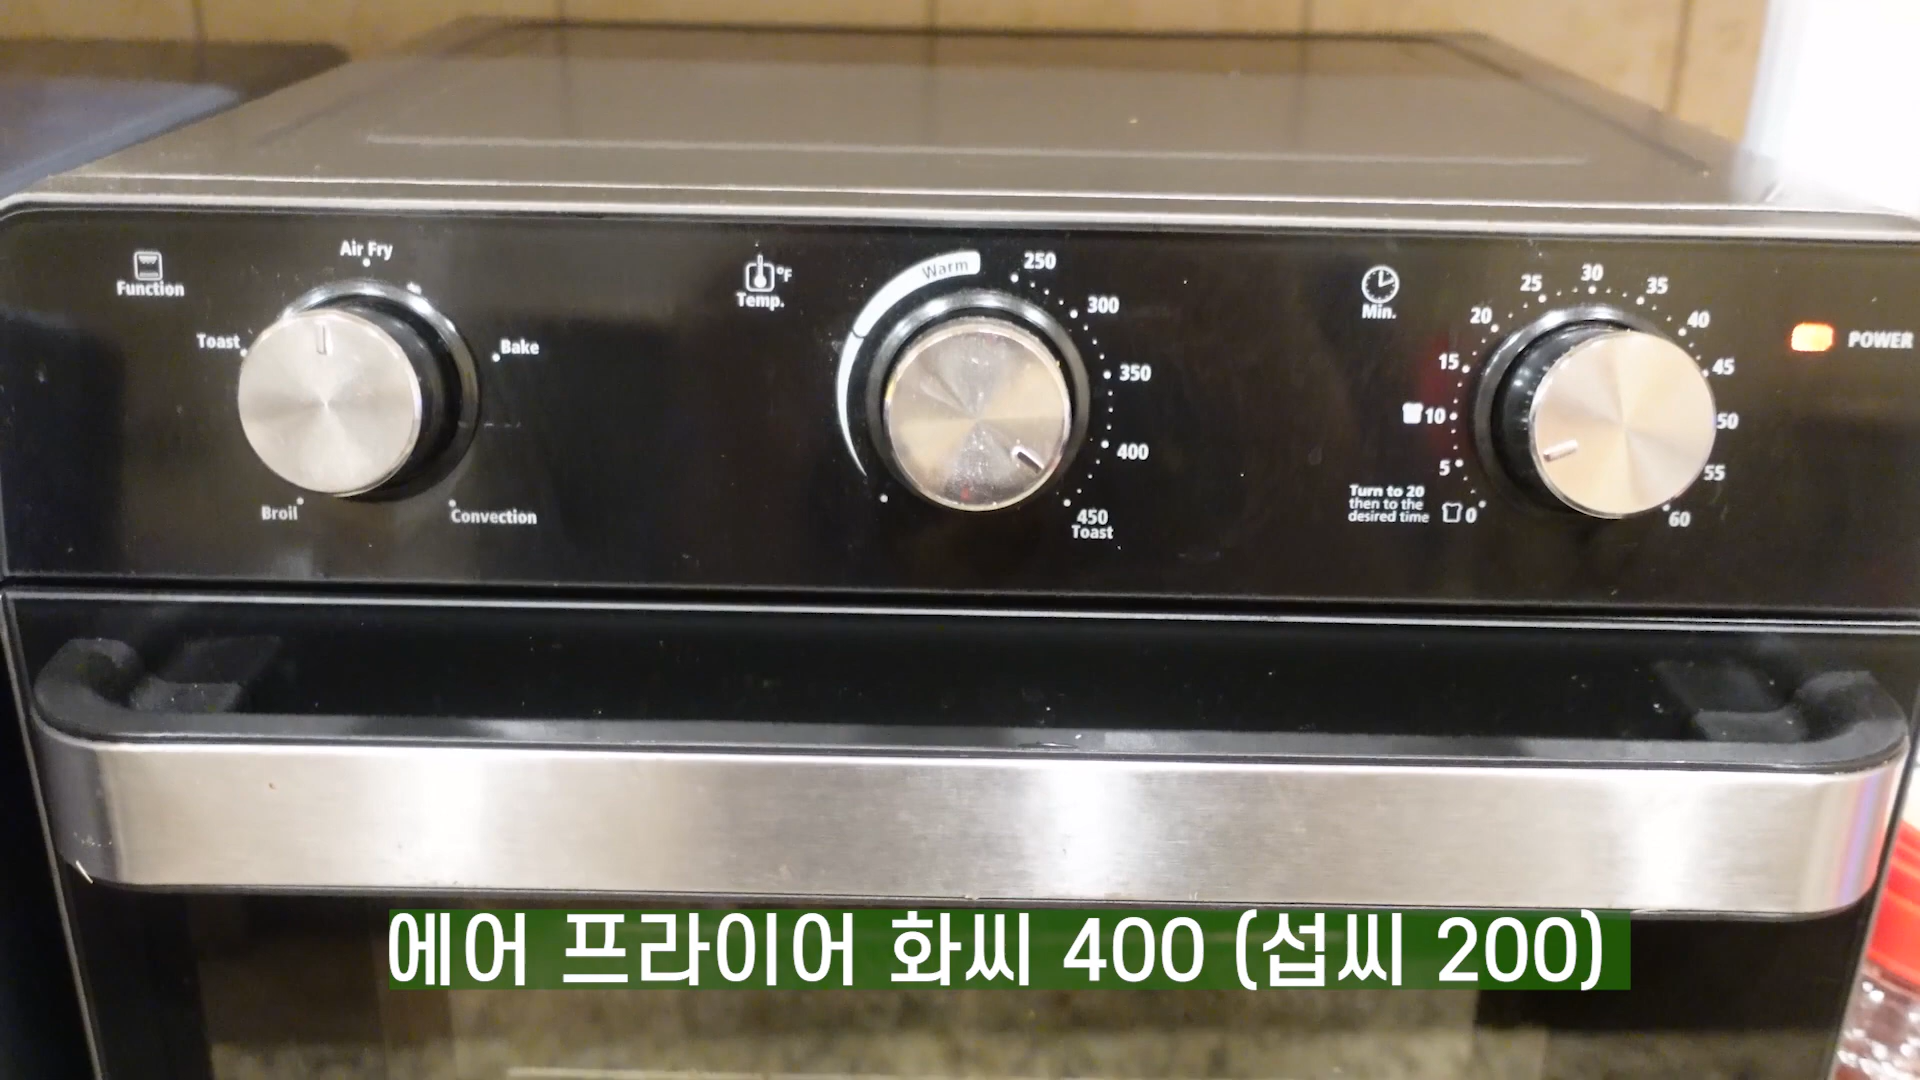 Function
Air Fry
Toast
Bake
Broil
Convection
°F
Temp.
Warm
250
300
350
400
450
Toast
Min.
0
5
10
15
20
25
30
35
40
45
50
55
60
Turn to 20
then to the
desired time
POWER
에어 프라이어 화씨 400 (섭씨 200)